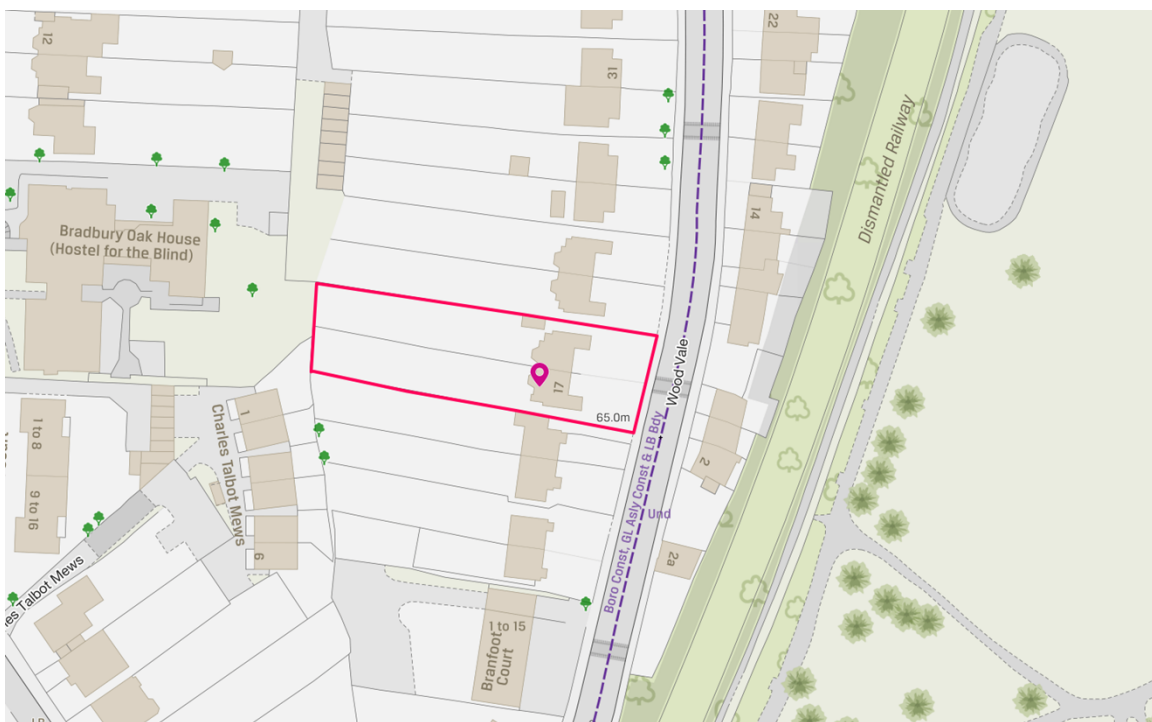 12
31
22
Dismantled Railway
Bradbury Oak House
(Hostel for the Blind)
14
17
65.0m
Wood Vale
1
Charles Talbot Mews
6
1 to 8
9 to 16
2
Boro Const, GL Asly Const & LB Bdy
Und
2a
les Talbot Mews
1 to 15
Branfoot
Court